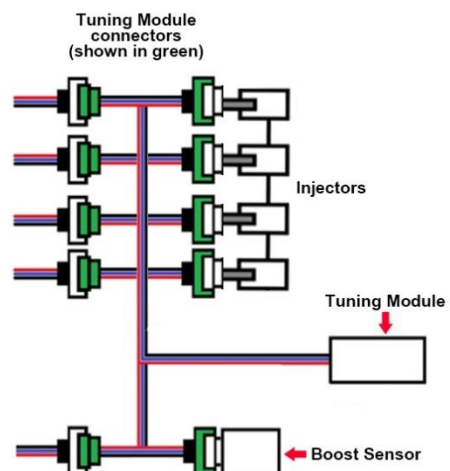 Tuning Module
connectors
(shown in green)
Injectors
Tuning Module
Boost Sensor